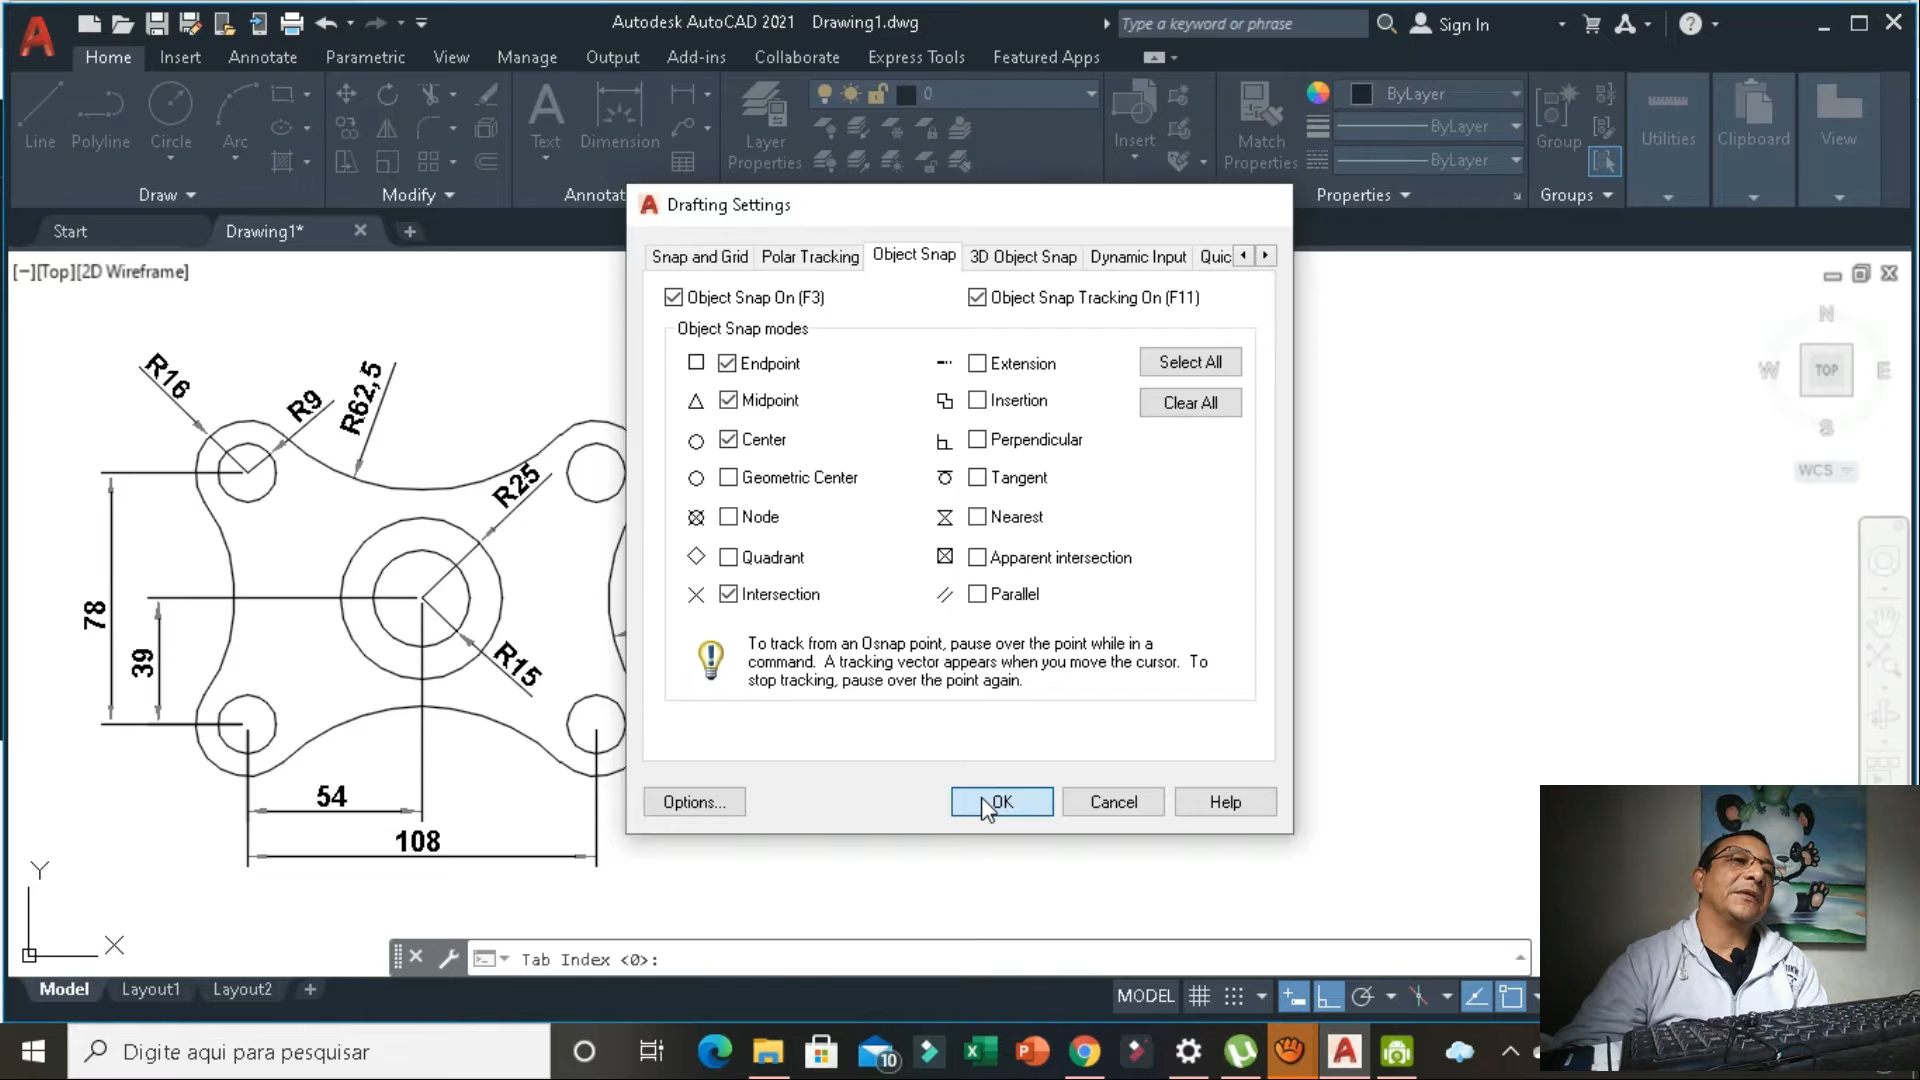 Autodesk AutoCAD 2021 Drawing1.dwg
Type a keyword or phrase
Sign In
Home Insert Annotate Parametric View Manage Output Add-ins Collaborate Express Tools Featured Apps
Line Polyline Circle Arc
Text Dimension
Layer Properties
0
Insert
Match Properties
ByLayer
ByLayer
ByLayer
Group
Utilities
Clipboard
View
Draw
Modify
Annotat
Properties
Groups
Start
Drawing1*
[−][Top][2D Wireframe]
Drafting Settings
Snap and Grid Polar Tracking Object Snap 3D Object Snap Dynamic Input Quic
Object Snap On (F3)
Object Snap Tracking On (F11)
Object Snap modes
Endpoint
Midpoint
Center
Geometric Center
Node
Quadrant
Intersection
Extension
Insertion
Perpendicular
Tangent
Nearest
Apparent intersection
Parallel
Select All
Clear All
To track from an Osnap point, pause over the point while in a
command. A tracking vector appears when you move the cursor. To
stop tracking, pause over the point again.
Options...
OK
Cancel
Help
R16
R9
R62,5
R25
R15
78
39
54
108
N
W
TOP
E
S
WCS
Y
X
Tab Index <0>:
Model Layout1 Layout2
MODEL
Digite aqui para pesquisar
10